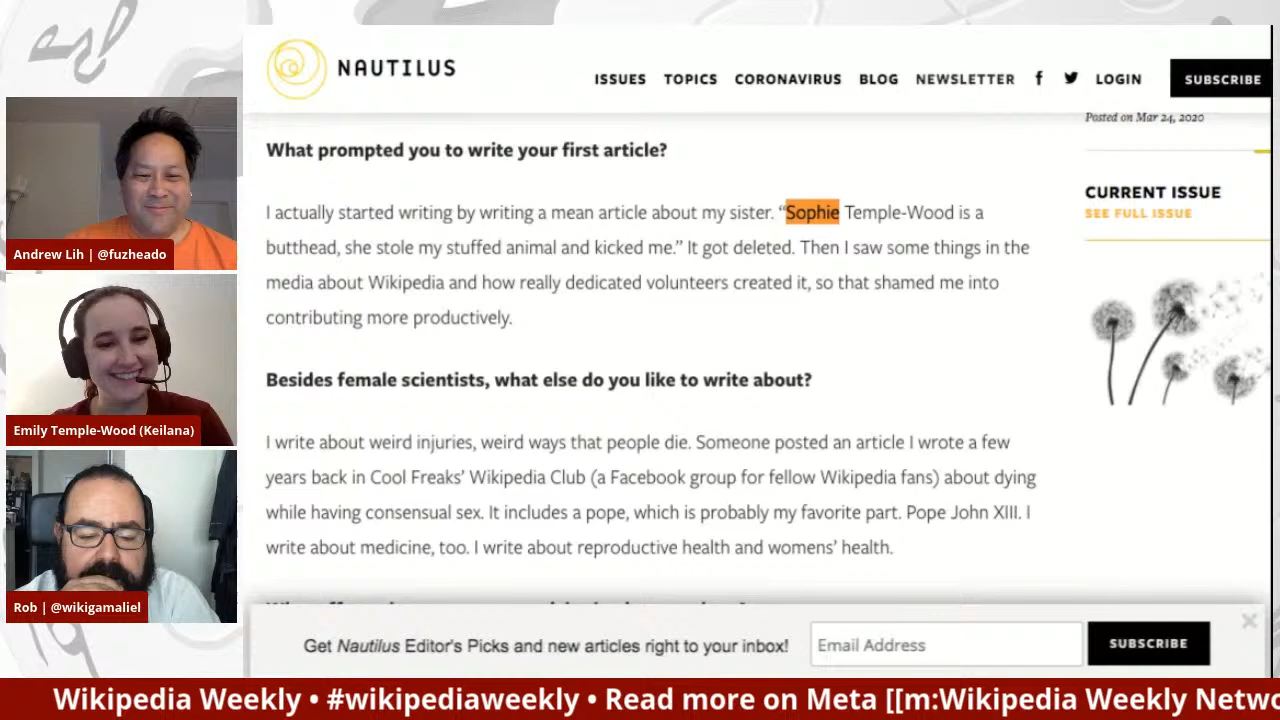 NAUTILUS
ISSUES TOPICS CORONAVIRUS BLOG NEWSLETTER LOGIN SUBSCRIBE
Posted on Mar 24, 2020
What prompted you to write your first article?
I actually started writing by writing a mean article about my sister. “Sophie Temple-Wood is a
butthead, she stole my stuffed animal and kicked me.” It got deleted. Then I saw some things in the
media about Wikipedia and how really dedicated volunteers created it, so that shamed me into
contributing more productively.
CURRENT ISSUE
SEE FULL ISSUE
Besides female scientists, what else do you like to write about?
I write about weird injuries, weird ways that people die. Someone posted an article I wrote a few
years back in Cool Freaks’ Wikipedia Club (a Facebook group for fellow Wikipedia fans) about dying
while having consensual sex. It includes a pope, which is probably my favorite part. Pope John XIII. I
write about medicine, too. I write about reproductive health and womens’ health.
Get Nautilus Editor's Picks and new articles right to your inbox!
Email Address
SUBSCRIBE
Andrew Lih | @fuzheado
Emily Temple-Wood (Keilana)
Rob | @wikigamaliel
Wikipedia Weekly • #wikipediaweekly • Read more on Meta [[m:Wikipedia Weekly Netwo